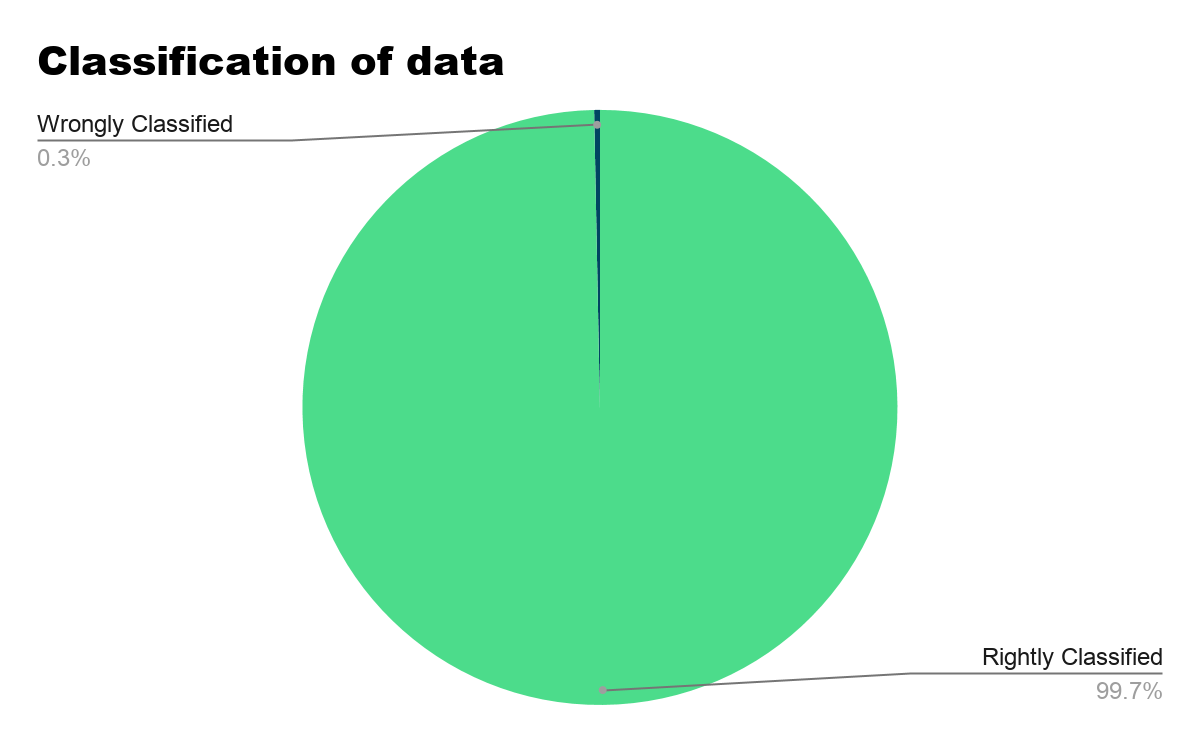 Classification of data
Wrongly Classified
0.3%
Rightly Classified
99.7%